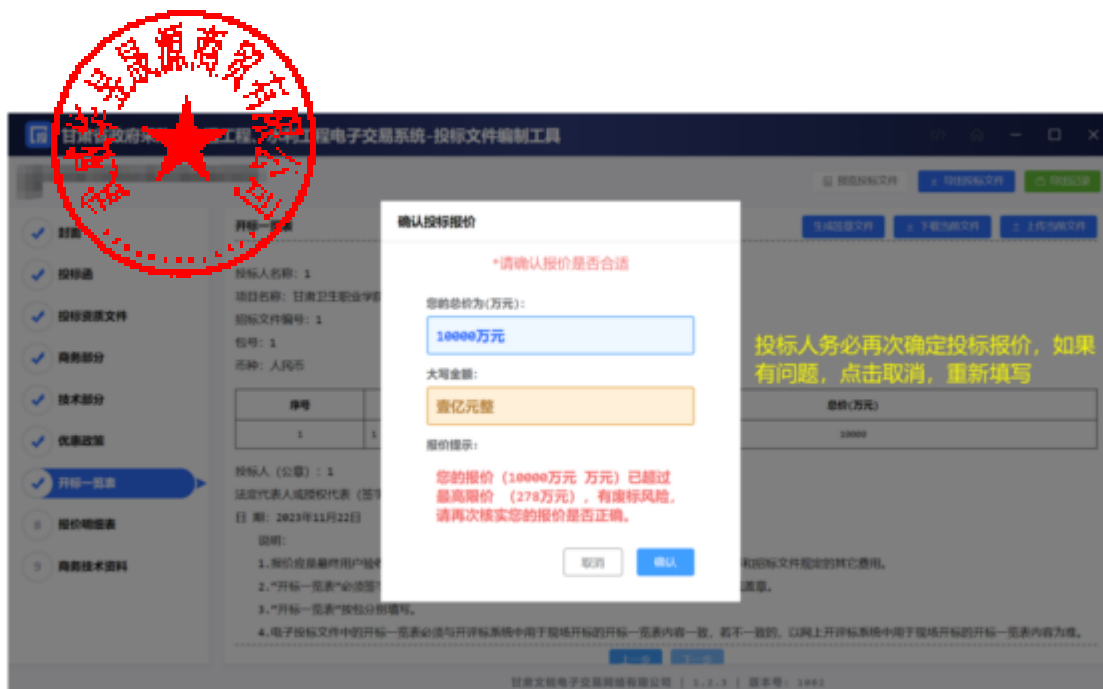 工程、水利工程电子交易系统-投标文件编制工具
预览投标文件
导出投标文件
导出记录
生成签章文件
下载当前文件
上传当前文件
投标函
投标资质文件
商务部分
技术部分
优惠政策
开标一览表
8 报价明细表
9 商务技术资料
投标人名称: 1
项目名称: 甘肃卫生职业学
招标文件编号: 1
包号: 1
币种: 人民币
序号
总价(万元)
1
1
10000
投标人 (公章) : 1
法定代表人或授权代表 (签
日 期: 2023年11月22日
说明:
1.报价应是最终用户验
和招标文件规定的其它费用。
2."开标一览表"必须签
盖章。
3."开标一览表"按包分别填写。
4.电子投标文件中的开标一览表必须与开评标系统中用于现场开标的开标一览表内容一致, 若不一致的, 以网上开评标系统中用于现场开标的开标一览表内容为准。
确认投标报价
*请确认报价是否合适
您的总价为(万元):
10000万元
大写金额:
壹亿元整
报价提示:
您的报价 (10000万元 万元) 已超过
最高限价 (278万元) , 有废标风险,
请再次核实您的报价是否正确。
取消
确认
投标人务必再次确定投标报价, 如果
有问题, 点击取消, 重新填写
上一步
下一步
甘肃文锐电子交易网络有限公司 | 1.2.3 | 版本号: 1002